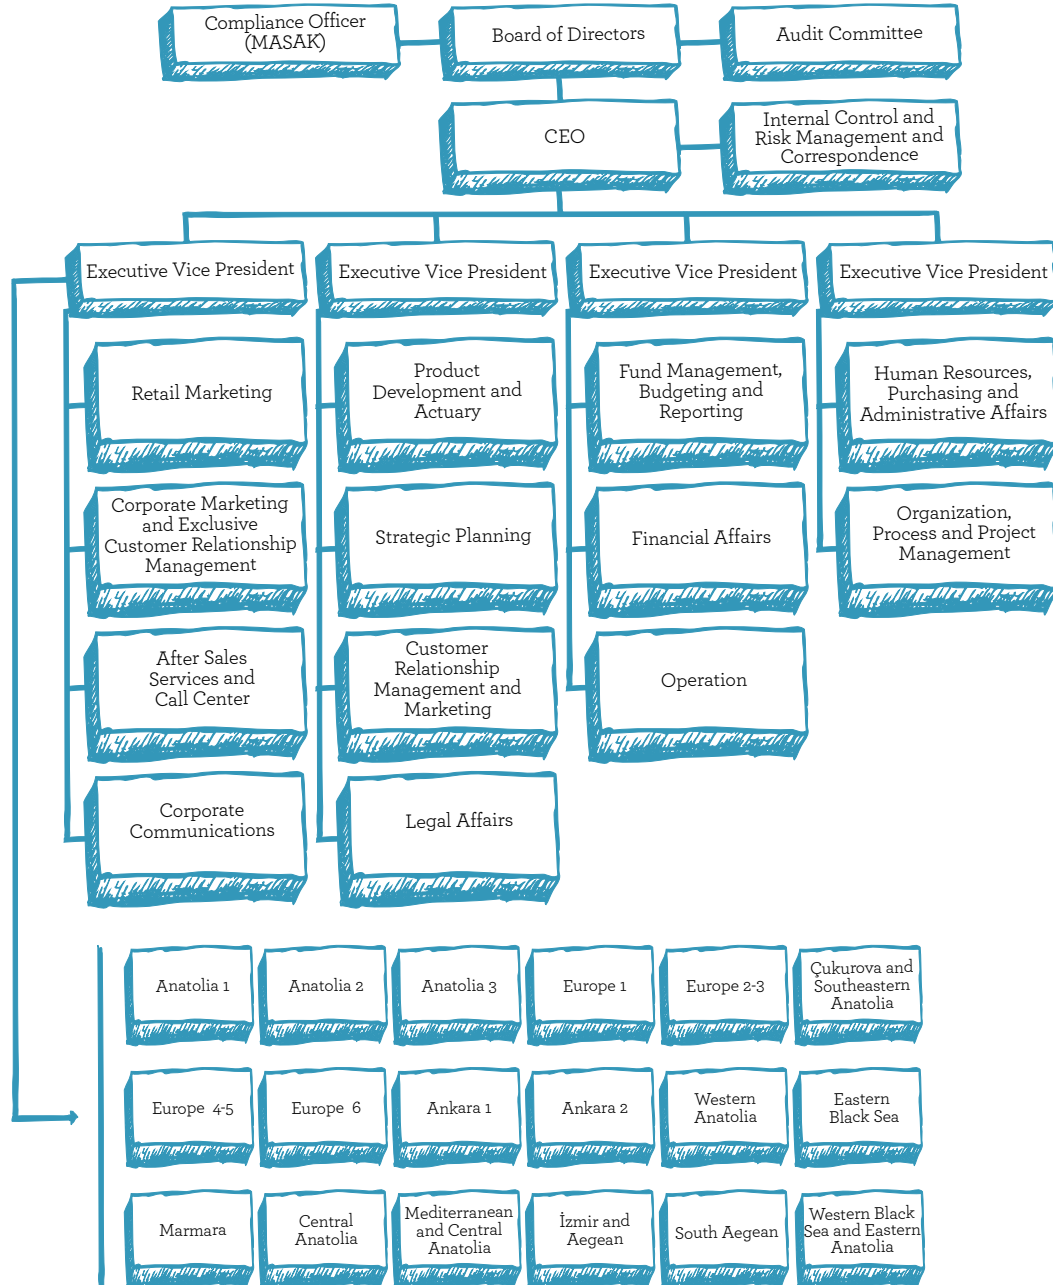 Compliance Officer
(MASAK)
Board of Directors
Audit Committee
CEO
Internal Control and
Risk Management and
Correspondence
Executive Vice President
Executive Vice President
Executive Vice President
Executive Vice President
Retail Marketing
Product
Development and
Actuary
Fund Management,
Budgeting and
Reporting
Human Resources,
Purchasing and
Administrative Affairs
Corporate Marketing
and Exclusive
Customer Relationship
Management
Strategic Planning
Financial Affairs
Organization,
Process and Project
Management
After Sales
Services and
Call Center
Customer
Relationship
Management and
Marketing
Operation
Corporate
Communications
Legal Affairs
Anatolia 1
Anatolia 2
Anatolia 3
Europe 1
Europe 2-3
Çukurova and
Southeastern
Anatolia
Europe 4-5
Europe 6
Ankara 1
Ankara 2
Western
Anatolia
Eastern
Black Sea
Marmara
Central
Anatolia
Mediterranean
and Central
Anatolia
İzmir and
Aegean
South Aegean
Western Black
Sea and Eastern
Anatolia